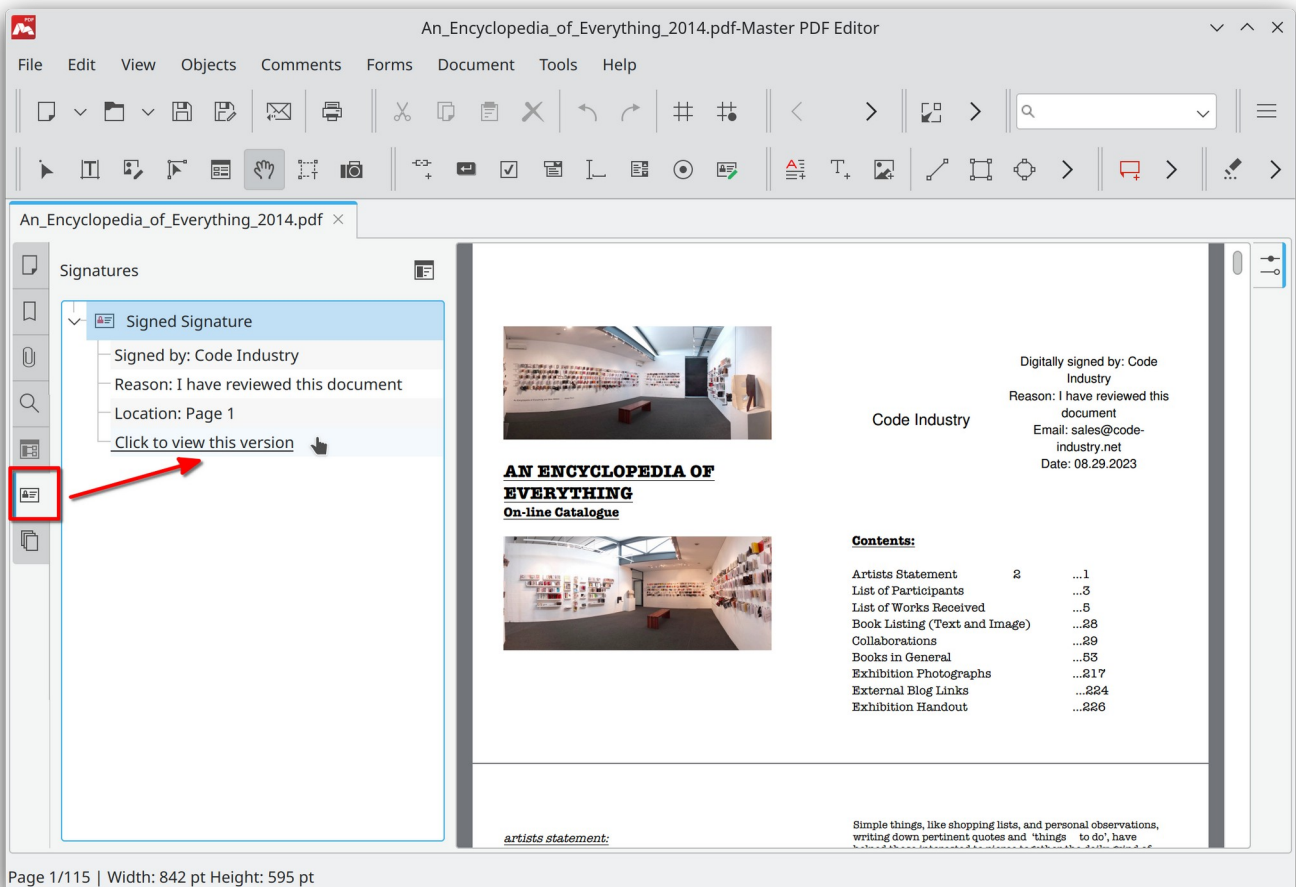 An_Encyclopedia_of_Everything_2014.pdf-Master PDF Editor
File Edit View Objects Comments Forms Document Tools Help
An_Encyclopedia_of_Everything_2014.pdf
Signatures
Signed Signature
Signed by: Code Industry
Reason: I have reviewed this document
Location: Page 1
Click to view this version
AN ENCYCLOPEDIA OF
EVERYTHING
On-line Catalogue
Code Industry
Digitally signed by: Code
Industry
Reason: I have reviewed this
document
Email: sales@code-
industry.net
Date: 08.29.2023
Contents:
Artists Statement 2 ...1
List of Participants ...3
List of Works Received ...5
Book Listing (Text and Image) ...28
Collaborations ...29
Books in General ...53
Exhibition Photographs ...217
External Blog Links ...224
Exhibition Handout ...226
artists statement:
Simple things, like shopping lists, and personal observations,
writing down pertinent quotes and 'things to do', have
Page 1/115 | Width: 842 pt Height: 595 pt